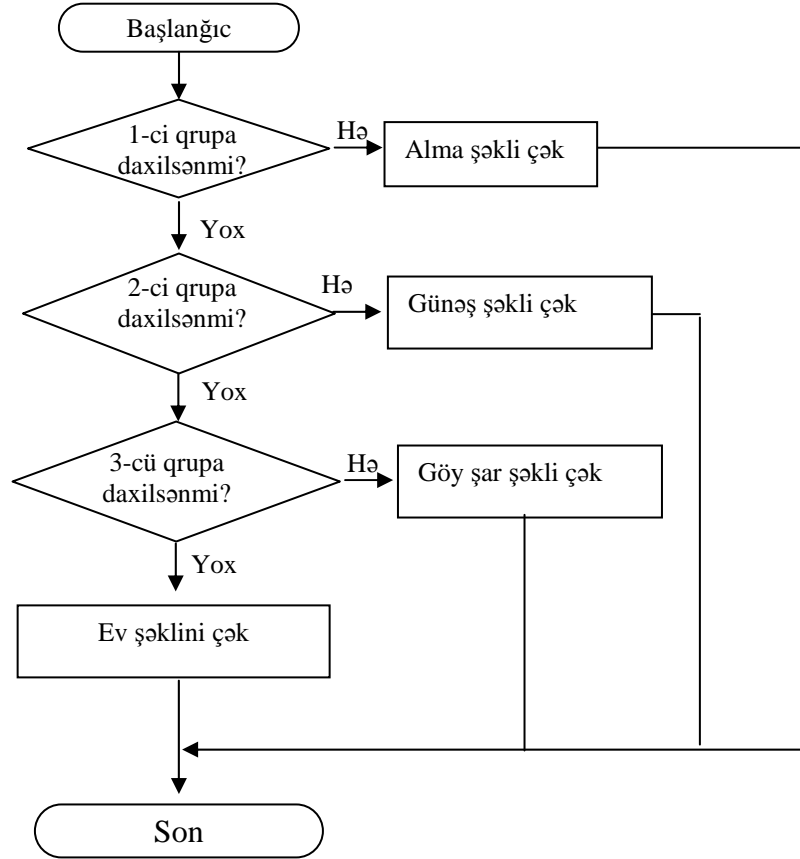 Başlanğıc
1-ci qrupa
daxilsənmi?
Hə
Alma şəkli çək
Yox
2-ci qrupa
daxilsənmi?
Hə
Günəş şəkli çək
Yox
3-cü qrupa
daxilsənmi?
Hə
Göy şar şəkli çək
Yox
Ev şəklini çək
Son